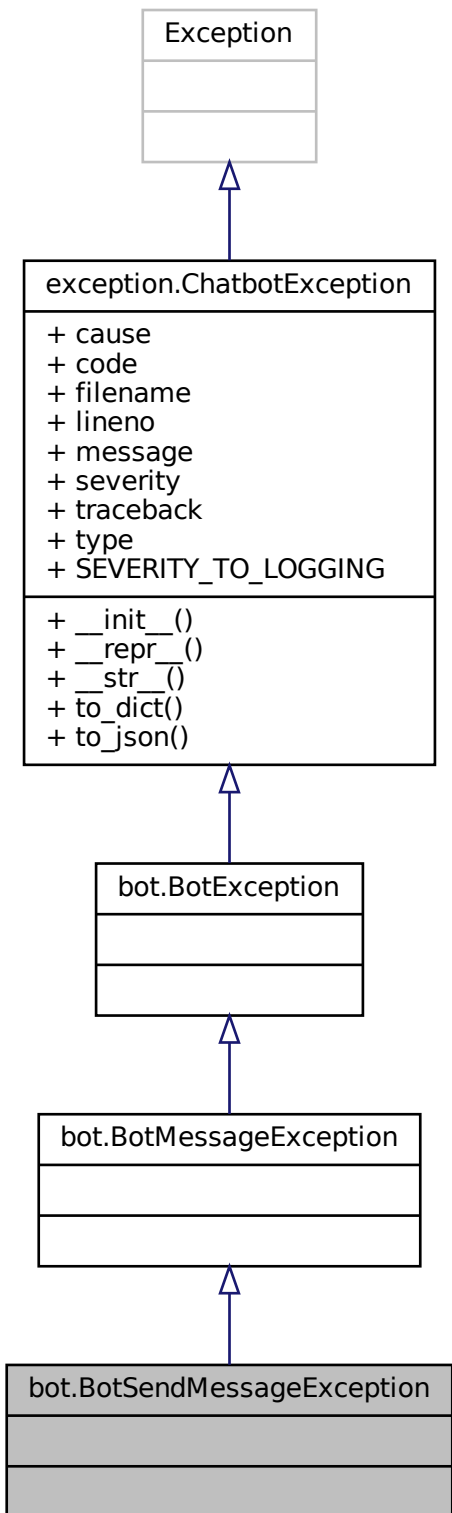 Exception
exception.ChatbotException
+ cause
+ code
+ filename
+ lineno
+ message
+ severity
+ traceback
+ type
+ SEVERITY_TO_LOGGING
+ __init__()
+ __repr__()
+ __str__()
+ to_dict()
+ to_json()
bot.BotException
bot.BotMessageException
bot.BotSendMessageException